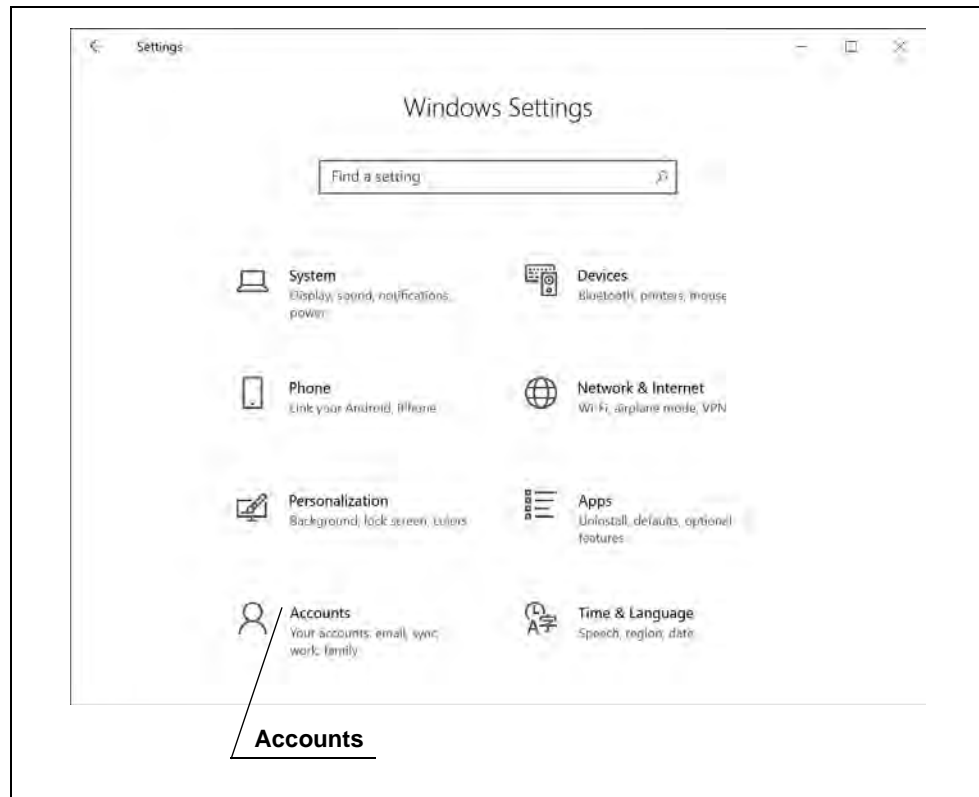 Settings
Windows Settings
Find a setting
System
Display, sound, notifications,
power
Devices
Bluetooth, printers, mouse
Phone
Link your Android, iPhone
Network & Internet
Wi-Fi, airplane mode, VPN
Personalization
Background, lock screen, colors
Apps
Uninstall, defaults, optional
features
Accounts
Your accounts, email, sync,
work, family
Time & Language
Speech, region, date
Accounts